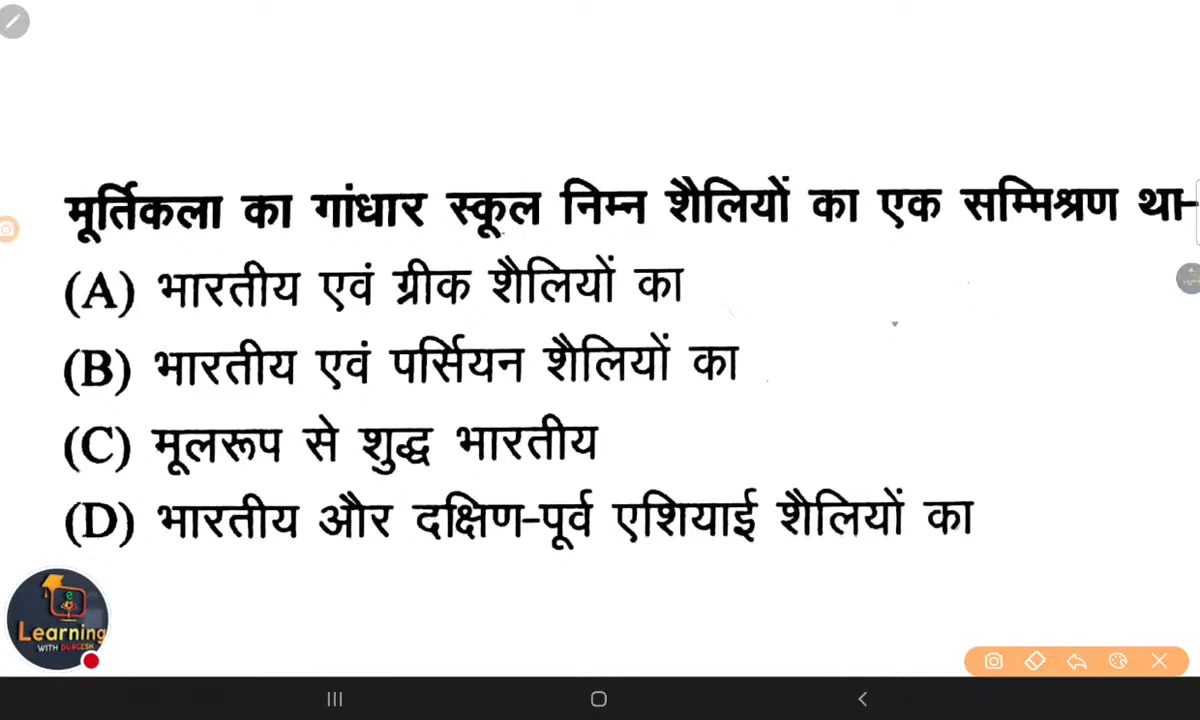 मूर्तिकला का गांधार स्कूल निम्न शैलियों का एक सम्मिश्रण था-
(A) भारतीय एवं ग्रीक शैलियों का
(B) भारतीय एवं पर्सियन शैलियों का
(C) मूलरूप से शुद्ध भारतीय
(D) भारतीय और दक्षिण-पूर्व एशियाई शैलियों का
e
Learning
WITH DURGESH